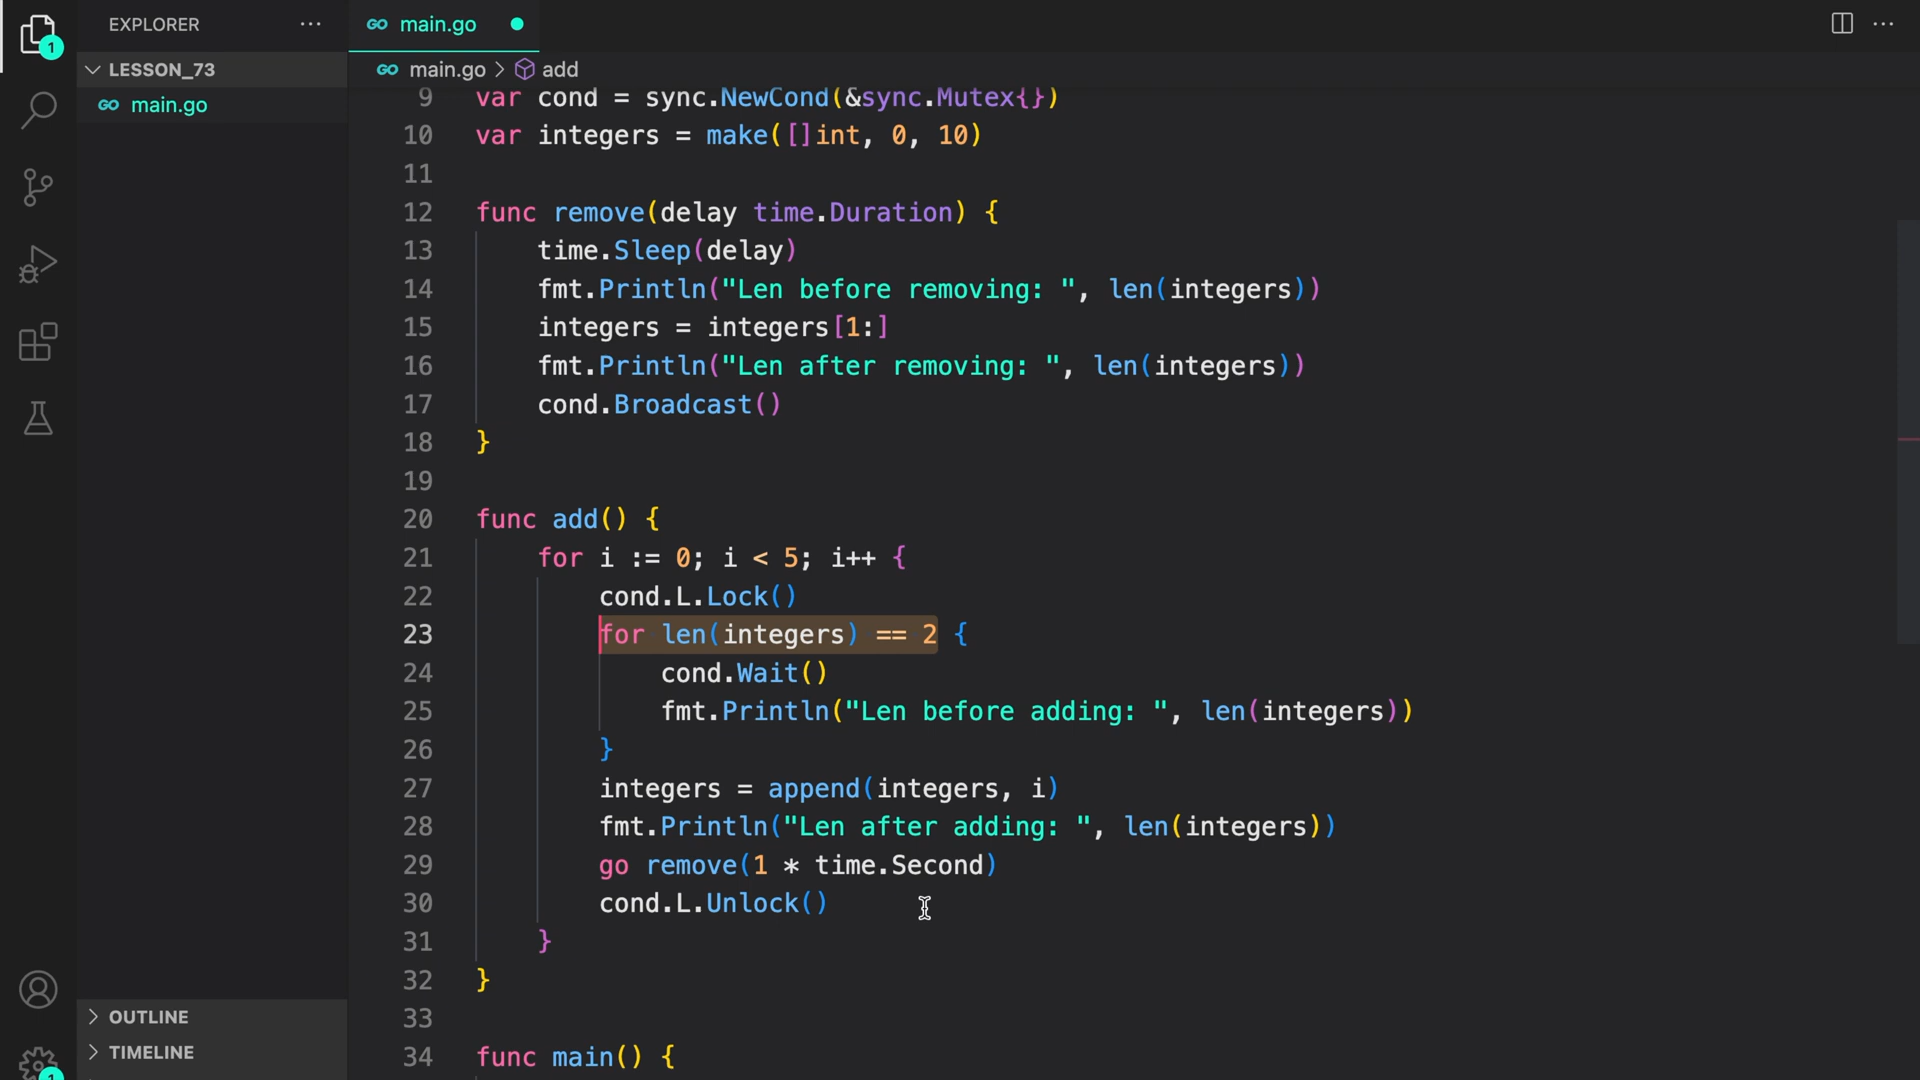 EXPLORER
···
GO main.go
···
1
LESSON_73
GO main.go
GO main.go > add
9 var cond = sync.NewCond(&sync.Mutex{})
10 var integers = make([]int, 0, 10)
11
12 func remove(delay time.Duration) {
13 time.Sleep(delay)
14 fmt.Println("Len before removing: ", len(integers))
15 integers = integers[1:]
16 fmt.Println("Len after removing: ", len(integers))
17 cond.Broadcast()
18 }
19
20 func add() {
21 for i := 0; i < 5; i++ {
22 cond.L.Lock()
23 for len(integers) == 2 {
24 cond.Wait()
25 fmt.Println("Len before adding: ", len(integers))
26 }
27 integers = append(integers, i)
28 fmt.Println("Len after adding: ", len(integers))
29 go remove(1 * time.Second)
30 cond.L.Unlock()
31 }
32 }
33
34 func main() {
OUTLINE
TIMELINE
1